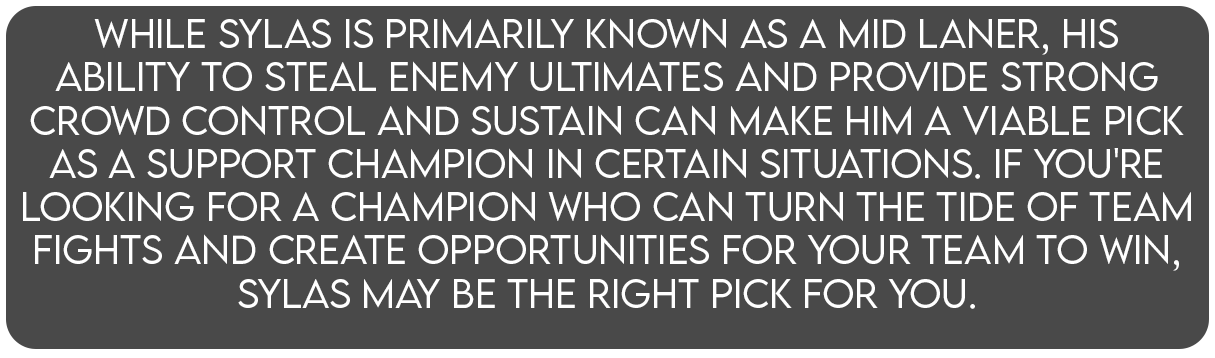 WHILE SYLAS IS PRIMARILY KNOWN AS A MID LANER, HIS
ABILITY TO STEAL ENEMY ULTIMATES AND PROVIDE STRONG
CROWD CONTROL AND SUSTAIN CAN MAKE HIM A VIABLE PICK
AS A SUPPORT CHAMPION IN CERTAIN SITUATIONS. IF YOU'RE
LOOKING FOR A CHAMPION WHO CAN TURN THE TIDE OF TEAM
FIGHTS AND CREATE OPPORTUNITIES FOR YOUR TEAM TO WIN,
SYLAS MAY BE THE RIGHT PICK FOR YOU.